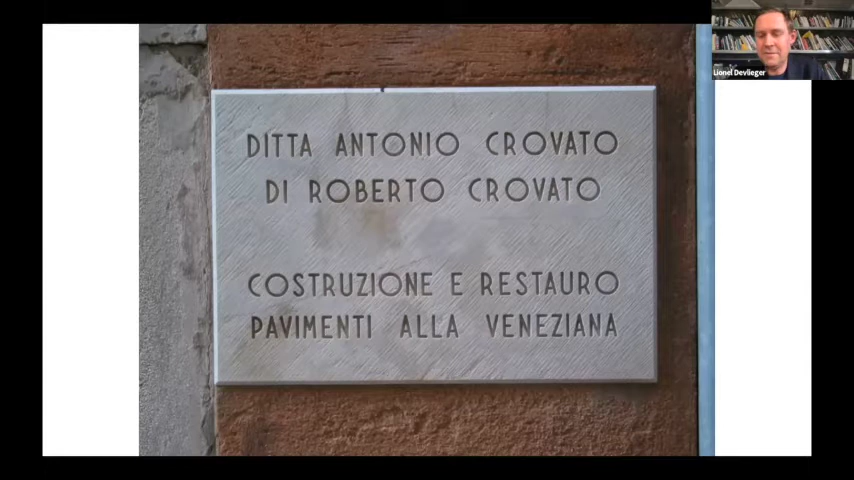 Lionel Devlieger
DITTA ANTONIO CROVATO
DI ROBERTO CROVATO
COSTRUZIONE E RESTAURO
PAVIMENTI ALLA VENEZIANA